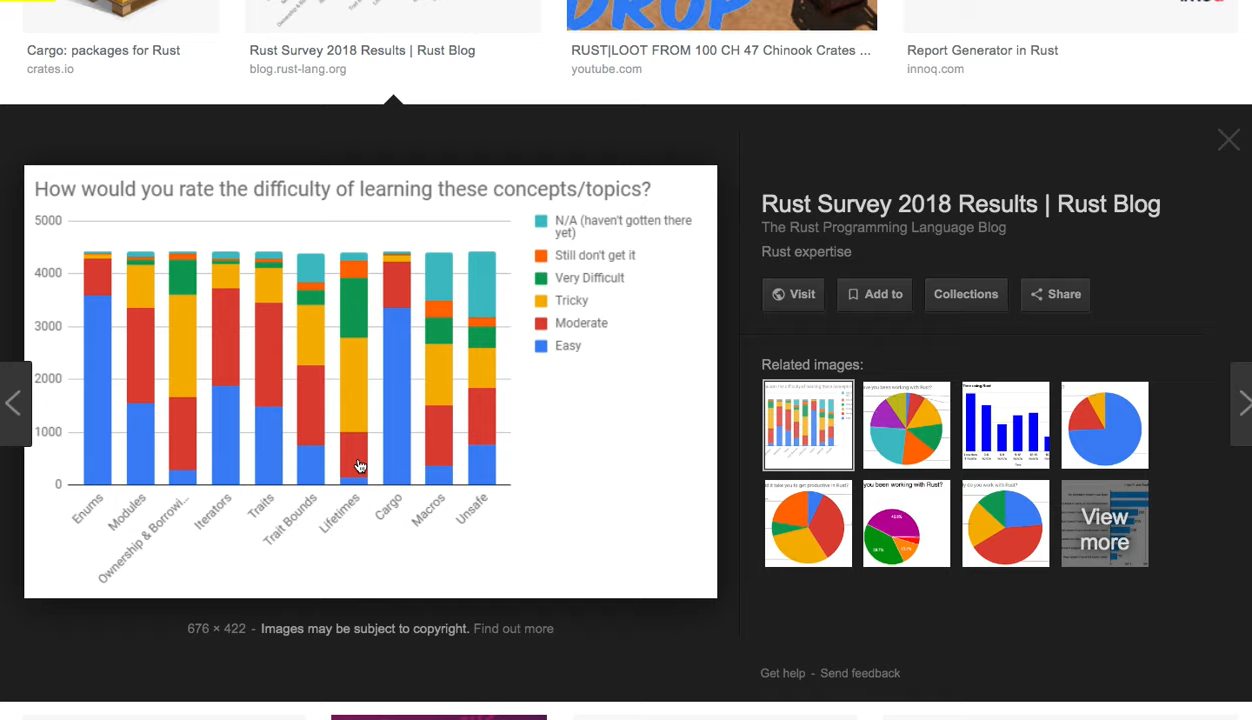 DROP
Cargo: packages for Rust
crates.io
Rust Survey 2018 Results | Rust Blog
blog.rust-lang.org
RUST|LOOT FROM 100 CH 47 Chinook Crates ...
youtube.com
Report Generator in Rust
innoq.com
How would you rate the difficulty of learning these concepts/topics?
5000
4000
3000
2000
1000
0
Enums
Modules
Ownership & Borrowi...
Iterators
Traits
Trait Bounds
Lifetimes
Cargo
Macros
Unsafe
N/A (haven't gotten there
yet)
Still don't get it
Very Difficult
Tricky
Moderate
Easy
676 × 422 - Images may be subject to copyright. Find out more
Rust Survey 2018 Results | Rust Blog
The Rust Programming Language Blog
Rust expertise
Visit
Add to
Collections
Share
Related images:
View
more
Get help - Send feedback